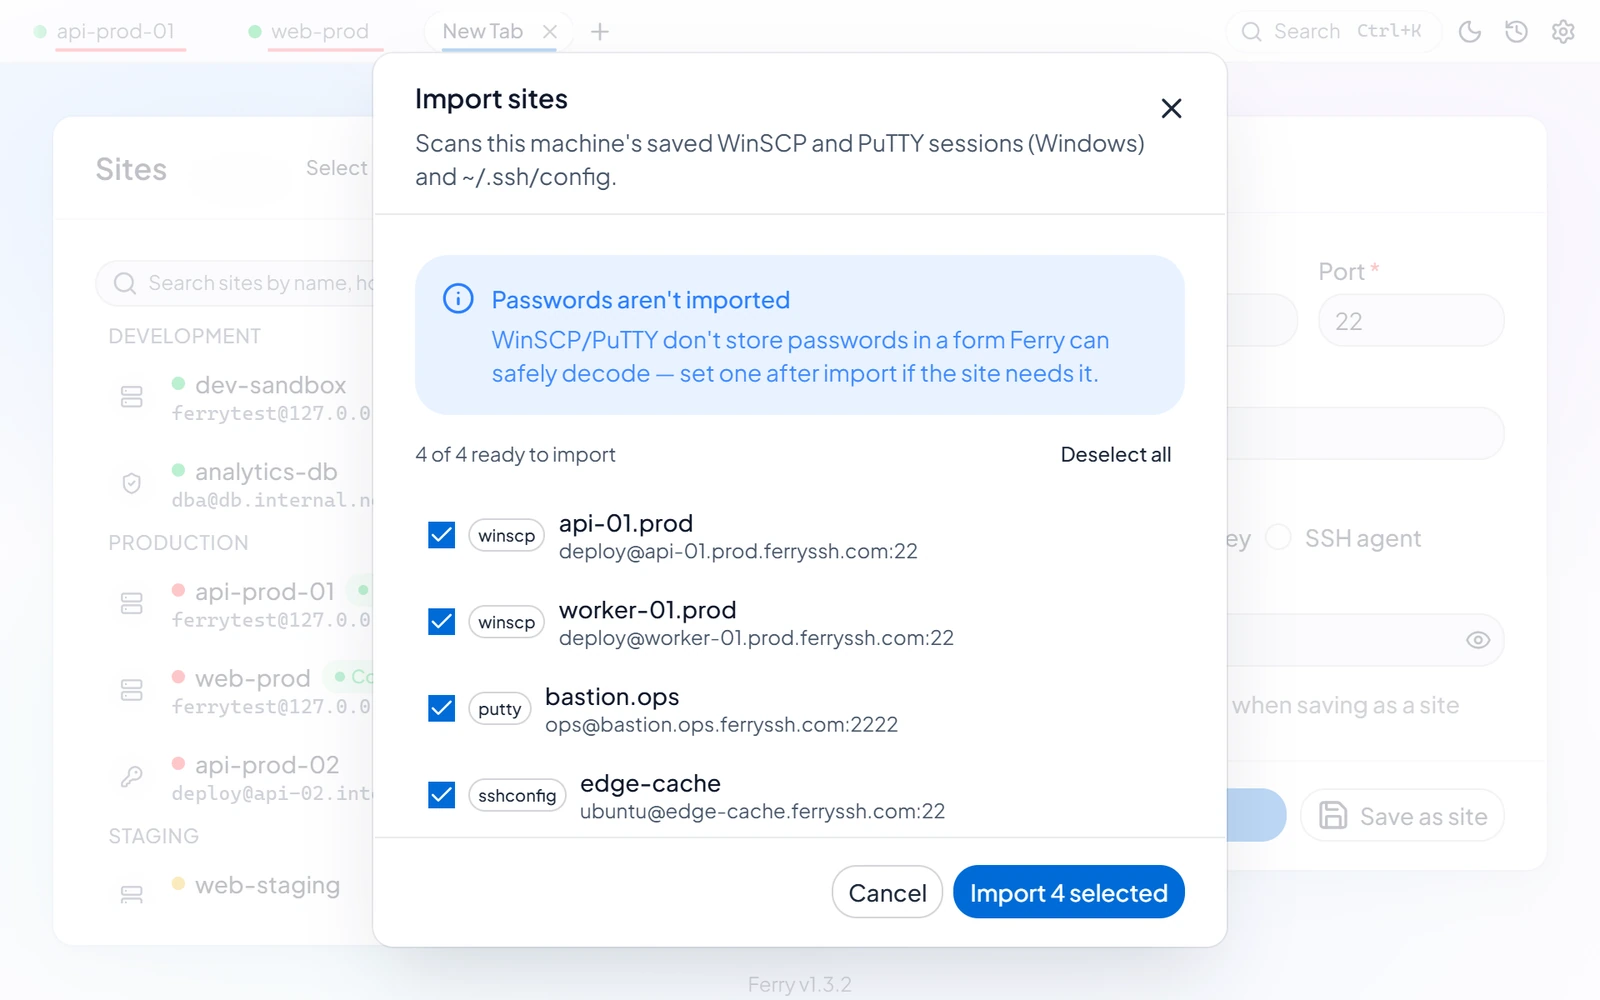 api-prod-01
web-prod
New Tab
Search Ctrl+K
Import sites
Scans this machine's saved WinSCP and PuTTY sessions (Windows)
and ~/.ssh/config.
Passwords aren't imported
WinSCP/PuTTY don't store passwords in a form Ferry can
safely decode — set one after import if the site needs it.
4 of 4 ready to import
Deselect all
winscp
api-01.prod
deploy@api-01.prod.ferryssh.com:22
winscp
worker-01.prod
deploy@worker-01.prod.ferryssh.com:22
putty
bastion.ops
ops@bastion.ops.ferryssh.com:2222
sshconfig
edge-cache
ubuntu@edge-cache.ferryssh.com:22
Cancel
Import 4 selected
Sites
Select
Search sites by name,
DEVELOPMENT
dev-sandbox
ferrytest@127.0.0
analytics-db
dba@db.internal.
PRODUCTION
api-prod-01
ferrytest@127.0.0
web-prod
ferrytest@127.0.0
api-prod-02
deploy@api-02.int
STAGING
web-staging
Port *
22
SSH agent
when saving as a site
Save as site
Ferry v1.3.2